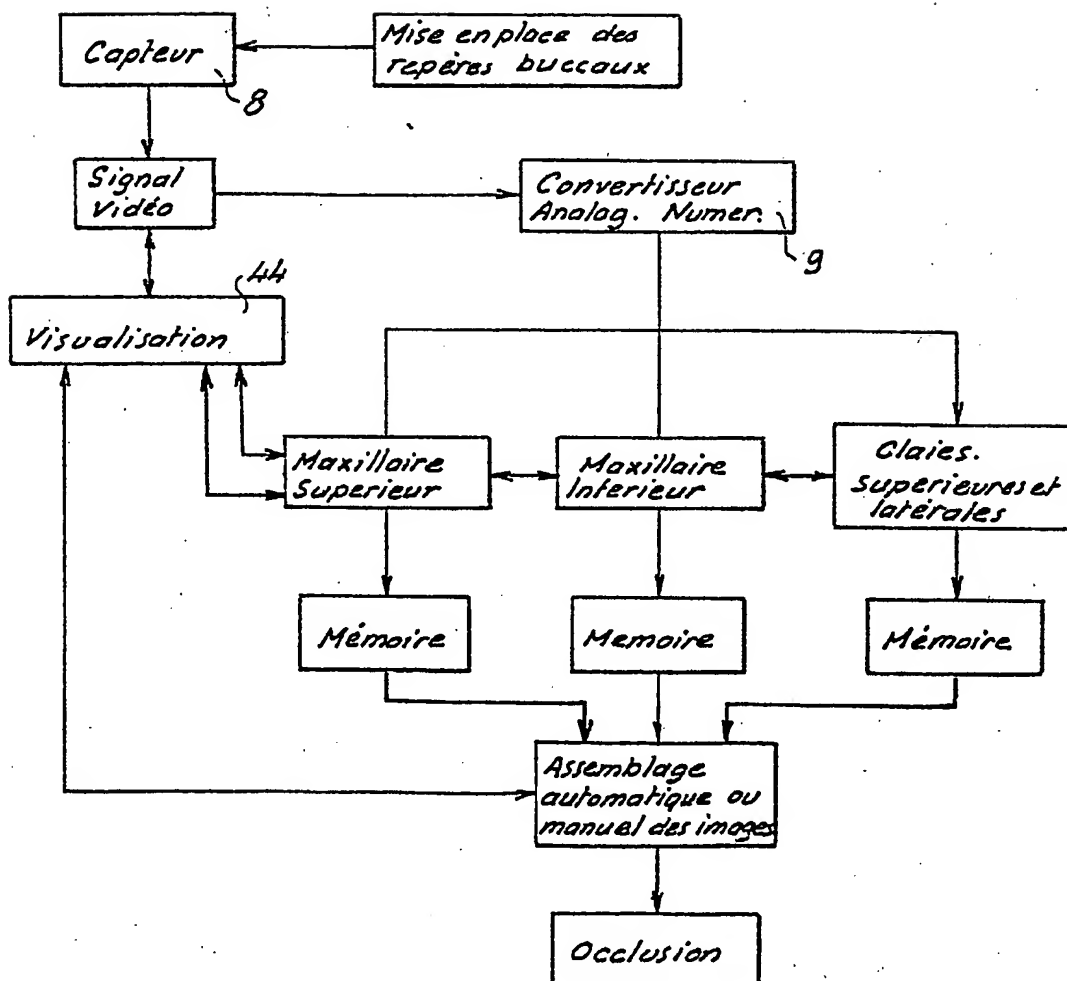 Capteur
8
Mise en place des
repères buccaux
Signal
vidéo
Convertisseur
Analog. Numer.
9
44
Visualisation
Maxillaire
Superieur
Maxillaire
Interieur
Claies.
superieures et
latérales
Mémoire
Memoire
Mémoire
Assemblage
automatique ou
manuel des images
Occlusion